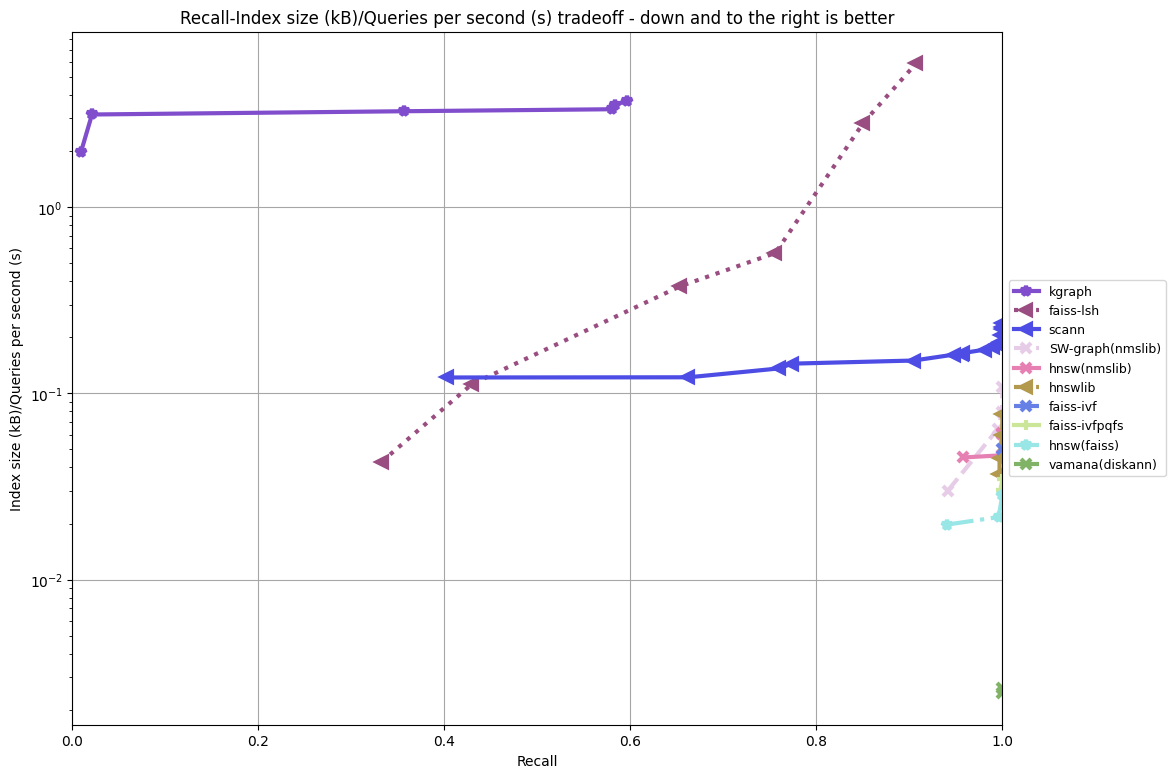 Recall-Index size (kB)/Queries per second (s) tradeoff - down and to the right is better
Index size (kB)/Queries per second (s)
10⁰
10⁻¹
10⁻²
0.0 0.2 0.4 0.6 0.8 1.0
Recall
kgraph
faiss-lsh
scann
SW-graph(nmslib)
hnsw(nmslib)
hnswlib
faiss-ivf
faiss-ivfpqfs
hnsw(faiss)
vamana(diskann)